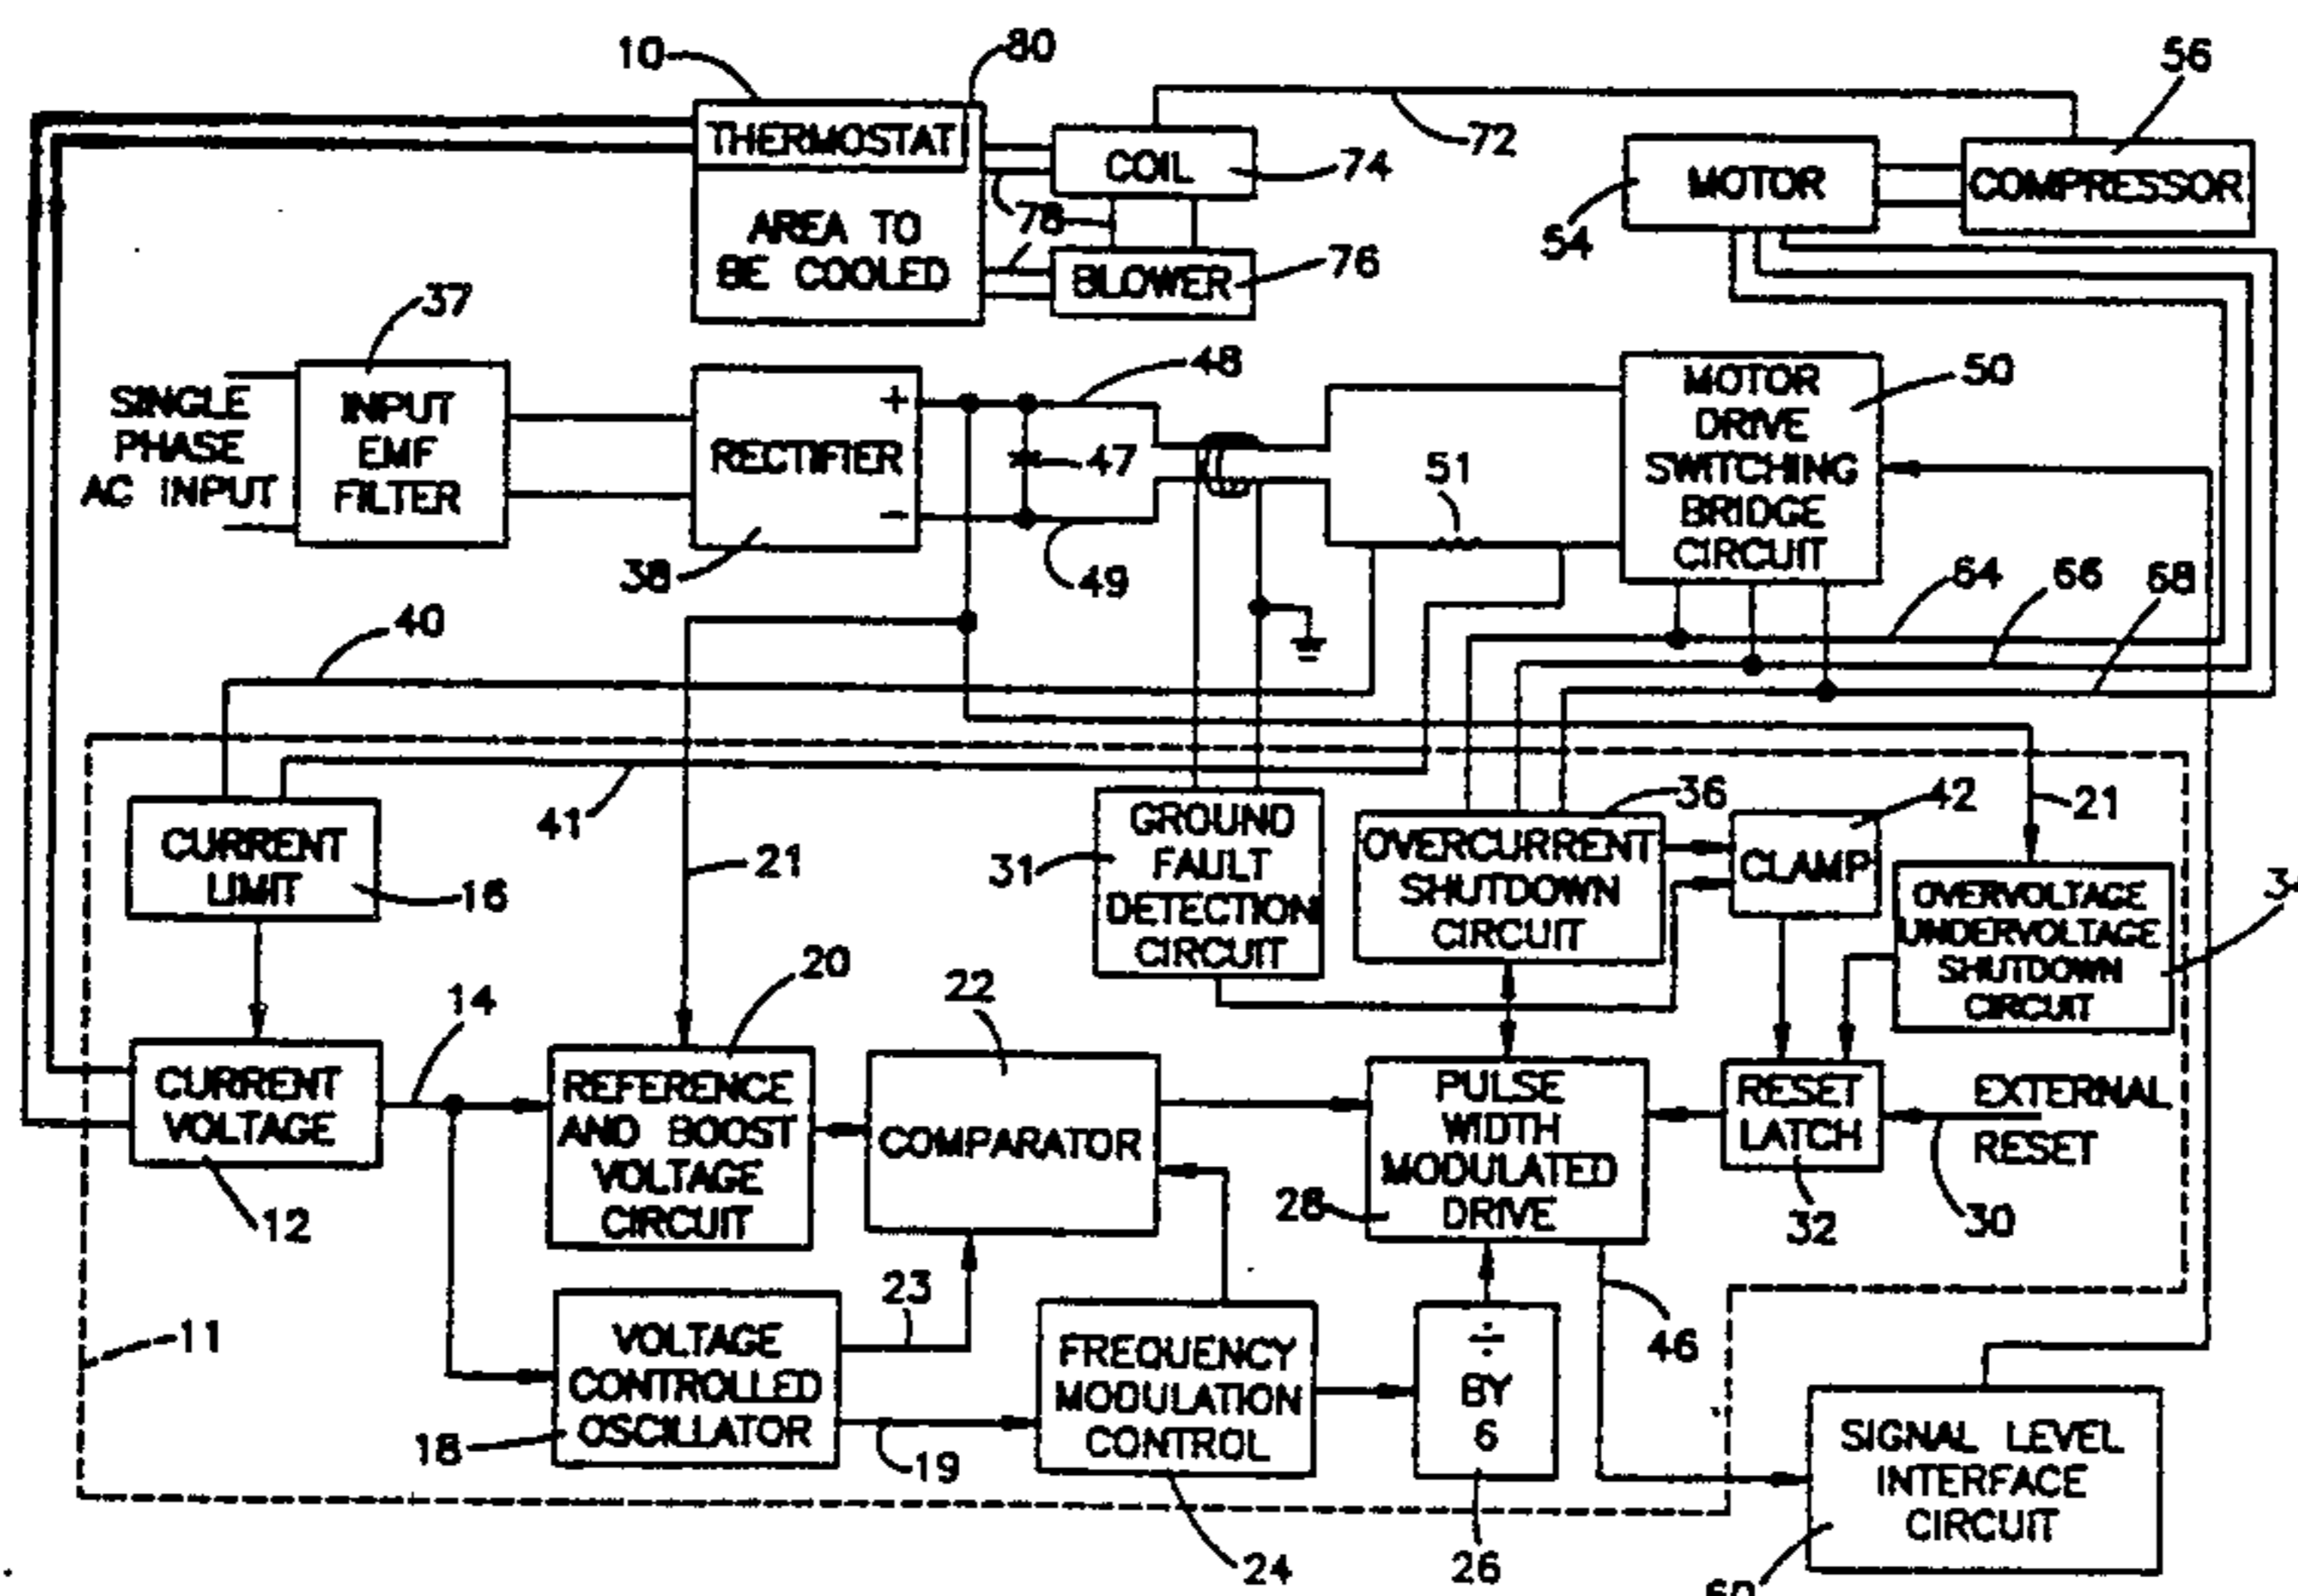 10
80
56
THERMOSTAT
COIL
74
72
MOTOR
COMPRESSOR
54
78
AREA TO
BE COOLED
BLOWER
76
37
SINGLE
PHASE
AC INPUT
INPUT
EMF
FILTER
RECTIFIER
+
-
38
48
47
49
51
MOTOR
DRIVE
SWITCHING
BRIDGE
CIRCUIT
50
64
66
68
40
41
21
CURRENT
LIMIT
16
GROUND
FAULT
DETECTION
CIRCUIT
31
OVERCURRENT
SHUTDOWN
CIRCUIT
36
CLAMP
42
21
OVERVOLTAGE
UNDERVOLTAGE
SHUTDOWN
CIRCUIT
CURRENT
VOLTAGE
12
14
REFERENCE
AND BOOST
VOLTAGE
CIRCUIT
20
COMPARATOR
22
PULSE
WIDTH
MODULATED
DRIVE
28
RESET
LATCH
32
EXTERNAL
RESET
30
11
VOLTAGE
CONTROLLED
OSCILLATOR
18
23
19
FREQUENCY
MODULATION
CONTROL
24
÷
BY
6
26
46
SIGNAL LEVEL
INTERFACE
CIRCUIT